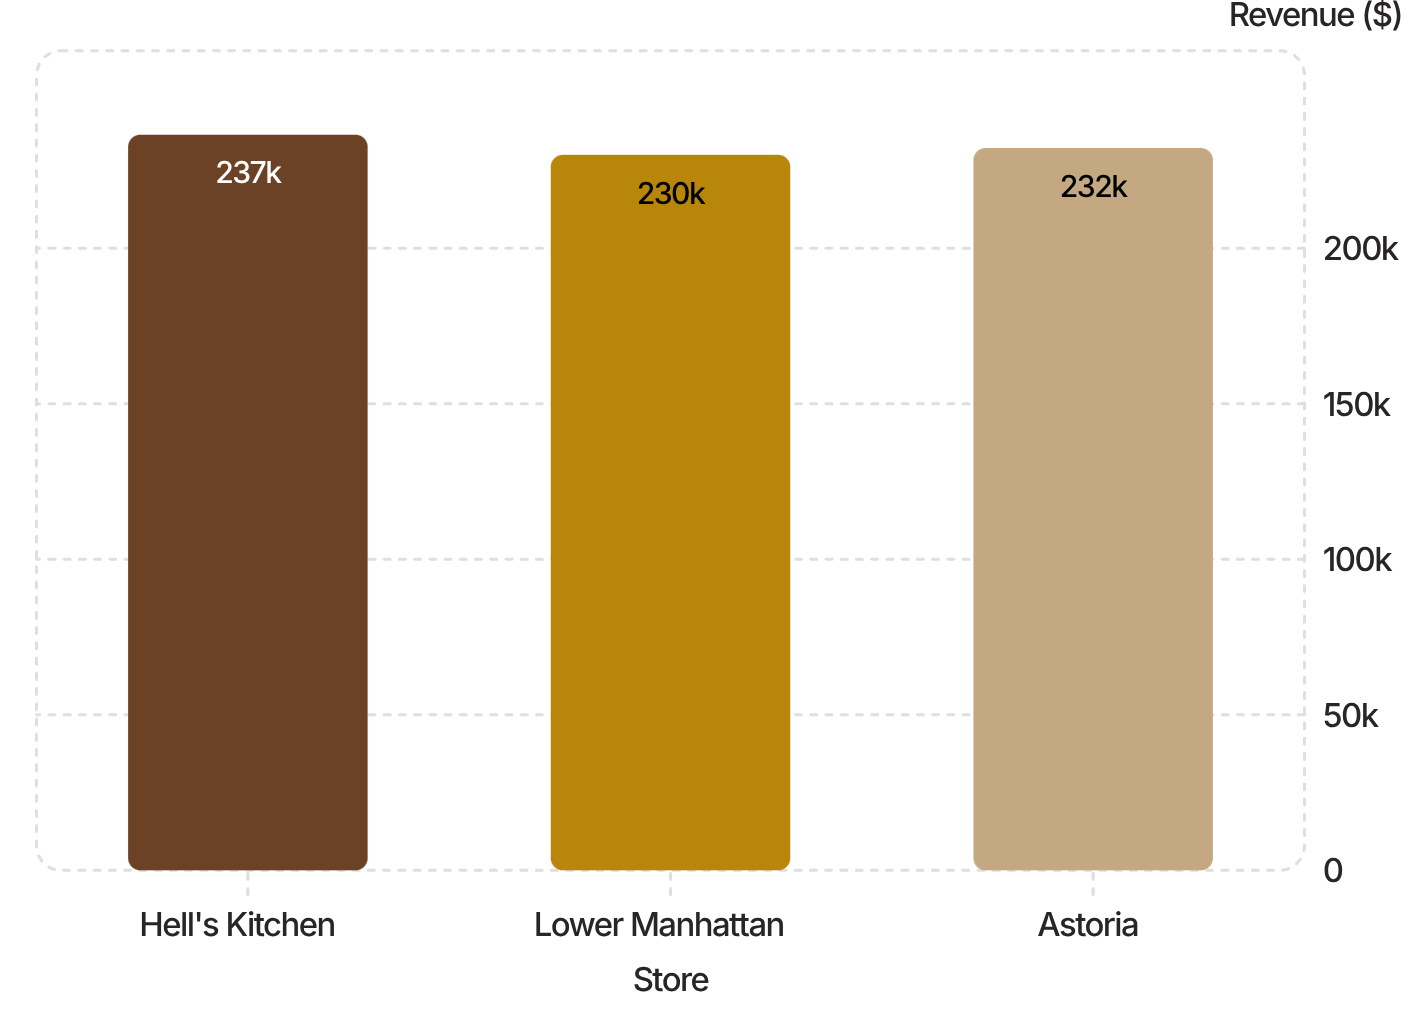 Revenue ($)
237k
230k
232k
200k
150k
100k
50k
0
Hell's Kitchen
Lower Manhattan
Astoria
Store